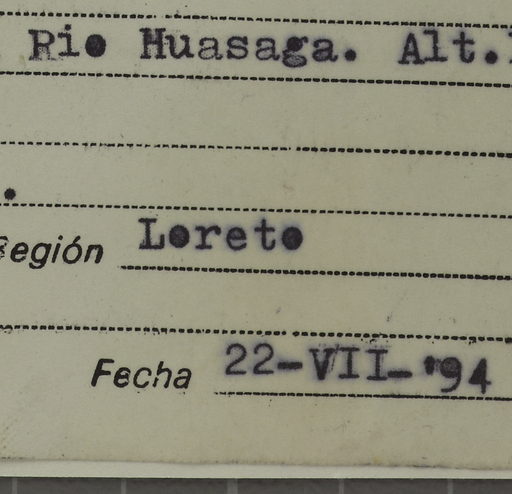 Rio Huasaga. Alt.
.
Región Loreto
Fecha 22-VII-'94